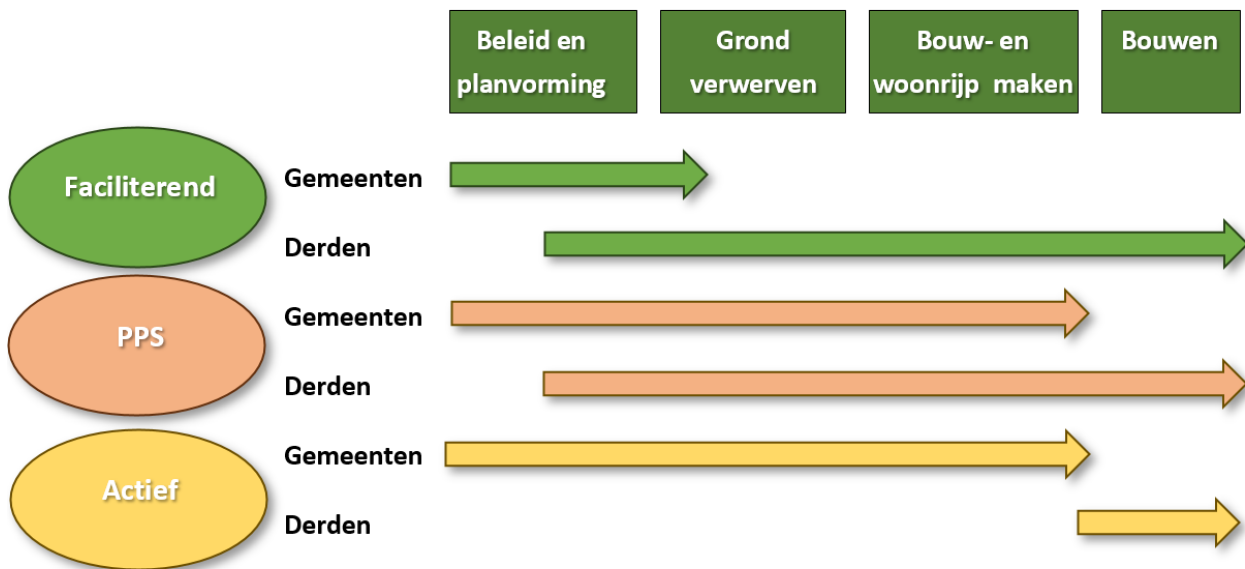 Beleid en
planvorming
Grond
verwerven
Bouw- en
woonrijp maken
Bouwen
Faciliterend
Gemeenten
Derden
PPS
Gemeenten
Derden
Actief
Gemeenten
Derden